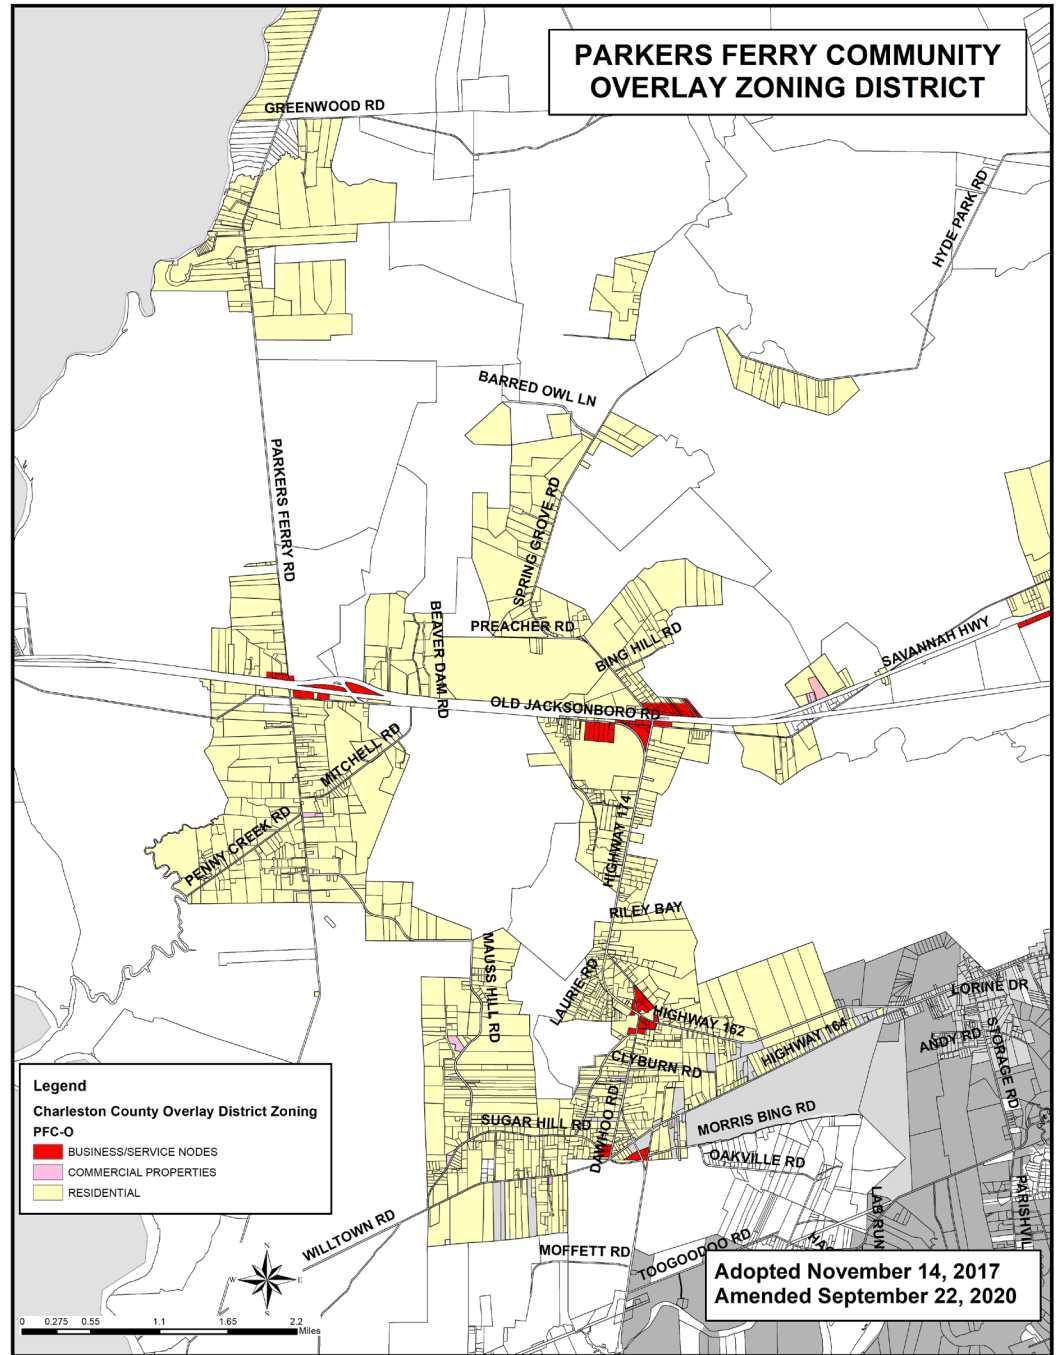 PARKERS FERRY COMMUNITY
OVERLAY ZONING DISTRICT
GREENWOOD RD
HYDE PARK RD
BARRED OWL LN
PARKERS FERRY RD
SPRING GROVE RD
BEAVER DAM RD
PREACHER RD
BING HILL RD
SAVANNAH HWY
OLD JACKSONBORO RD
MITCHELL RD
HIGHWAY 174
PENNY CREEK RD
RILEY BAY
MAUSS HILL RD
LAURIE RD
LORINE DR
HIGHWAY 162
HIGHWAY 164
ANDY RD
STORAGE RD
CLYBURN RD
SUGAR HILL RD
DAWHOO RD
MORRIS BING RD
OAKVILLE RD
LAB RUN
PARISHVIL
WILLTOWN RD
MOFFETT RD
TOOGOODOO RD
Legend
Charleston County Overlay District Zoning
PFC-O
BUSINESS/SERVICE NODES
COMMERCIAL PROPERTIES
RESIDENTIAL
N
W
E
S
0 0.275 0.55 1.1 1.65 2.2
Miles
Adopted November 14, 2017
Amended September 22, 2020